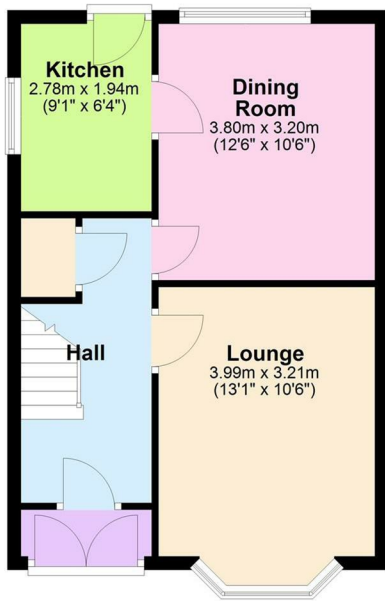 Kitchen
2.78m x 1.94m
(9'1" x 6'4")
Dining
Room
3.80m x 3.20m
(12'6" x 10'6")
Hall
Lounge
3.99m x 3.21m
(13'1" x 10'6")